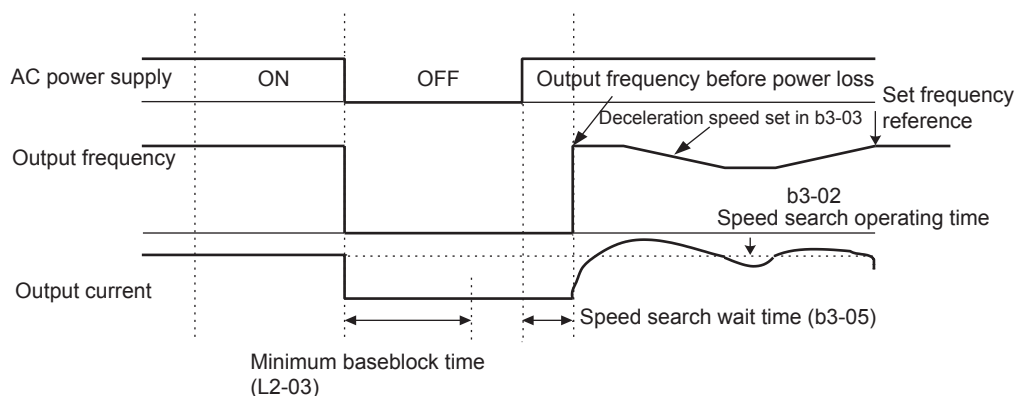 AC power supply
ON
OFF
Output frequency before power loss
Set frequency
reference
Deceleration speed set in b3-03
Output frequency
b3-02
Speed search operating time
Output current
Speed search wait time (b3-05)
Minimum baseblock time
(L2-03)